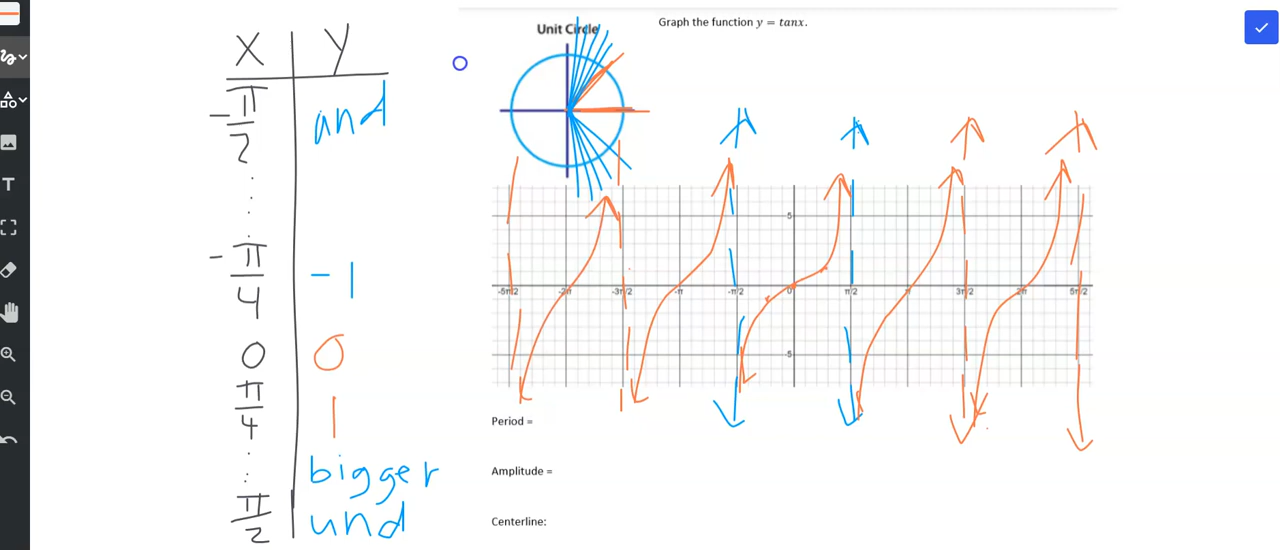 Unit Circle
Graph the function y = tanx.
x y
-π/2 and
-π/4 -1
0 0
π/4 1
bigger
π/2 und
5
-5π/2 -2π -3π/2 -π -π/2 0 π/2 π 3π/2 2π 5π/2
-5
Period =
Amplitude =
Centerline:
T